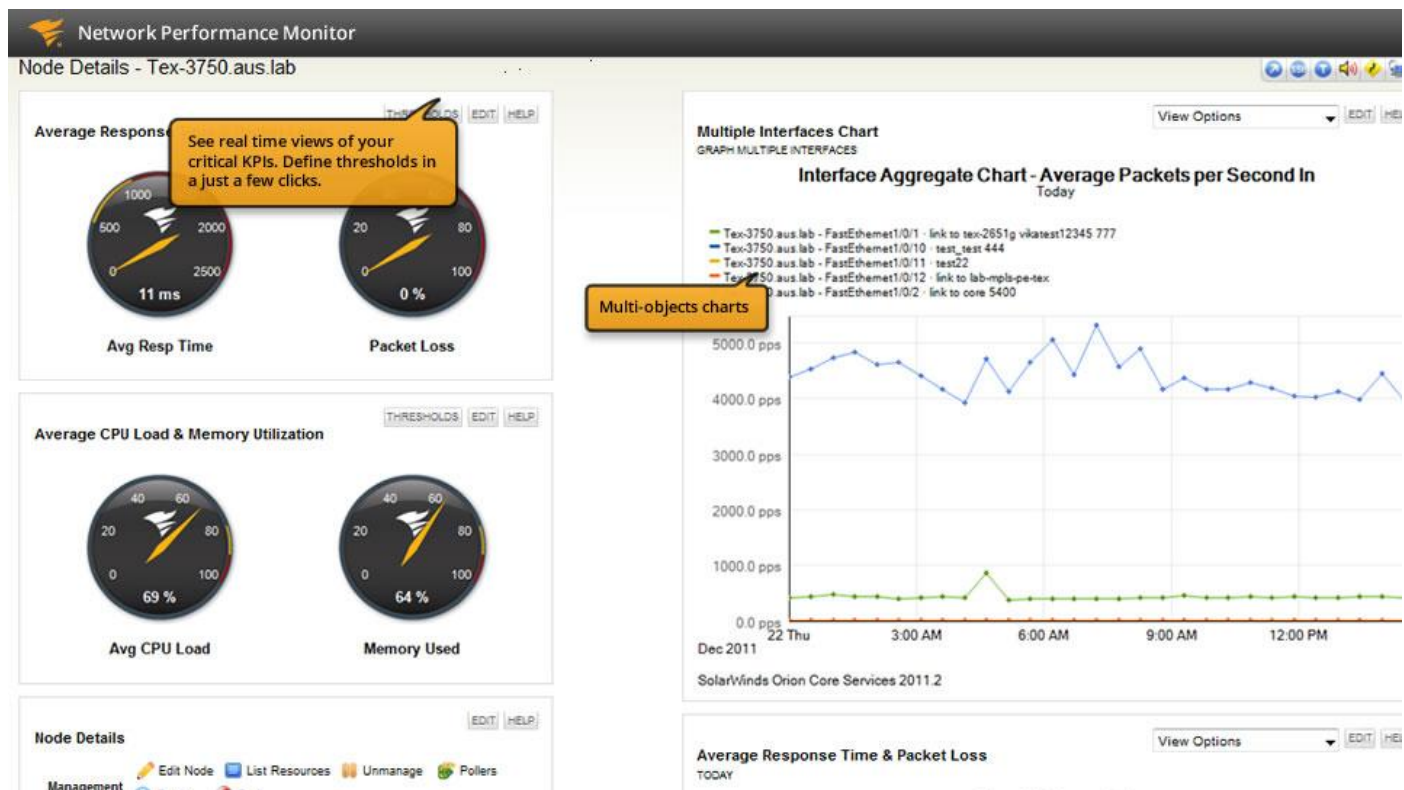 Network Performance Monitor
Node Details - Tex-3750.aus.lab
EDIT HELP
Average Response
See real time views of your
critical KPIs. Define thresholds in
a just a few clicks.
1000
500 2000
0 2500
11 ms
20 80
0 100
0 %
Avg Resp Time Packet Loss
THRESHOLDS EDIT HELP
Average CPU Load & Memory Utilization
40 60
20 80
0 100
69 %
40 60
20 80
0 100
64 %
Avg CPU Load Memory Used
EDIT HELP
Node Details
Management
Edit Node List Resources Unmanage Pollers
View Options EDIT
Multiple Interfaces Chart
GRAPH MULTIPLE INTERFACES
Interface Aggregate Chart - Average Packets per Second In
Today
Tex-3750.aus.lab - FastEthernet1/0/1 · link to tex-2651g vikatest12345 777
Tex-3750.aus.lab - FastEthernet1/0/10 · test_test 444
Tex-3750.aus.lab - FastEthernet1/0/11 · test22
Tex-3750.aus.lab - FastEthernet1/0/12 · link to lab-mpls-pe-tex
.aus.lab - FastEthernet1/0/2 · link to core 5400
Multi-objects charts
5000.0 pps
4000.0 pps
3000.0 pps
2000.0 pps
1000.0 pps
0.0 pps
22 Thu 3:00 AM 6:00 AM 9:00 AM 12:00 PM
Dec 2011
SolarWinds Orion Core Services 2011.2
View Options EDIT
Average Response Time & Packet Loss
TODAY